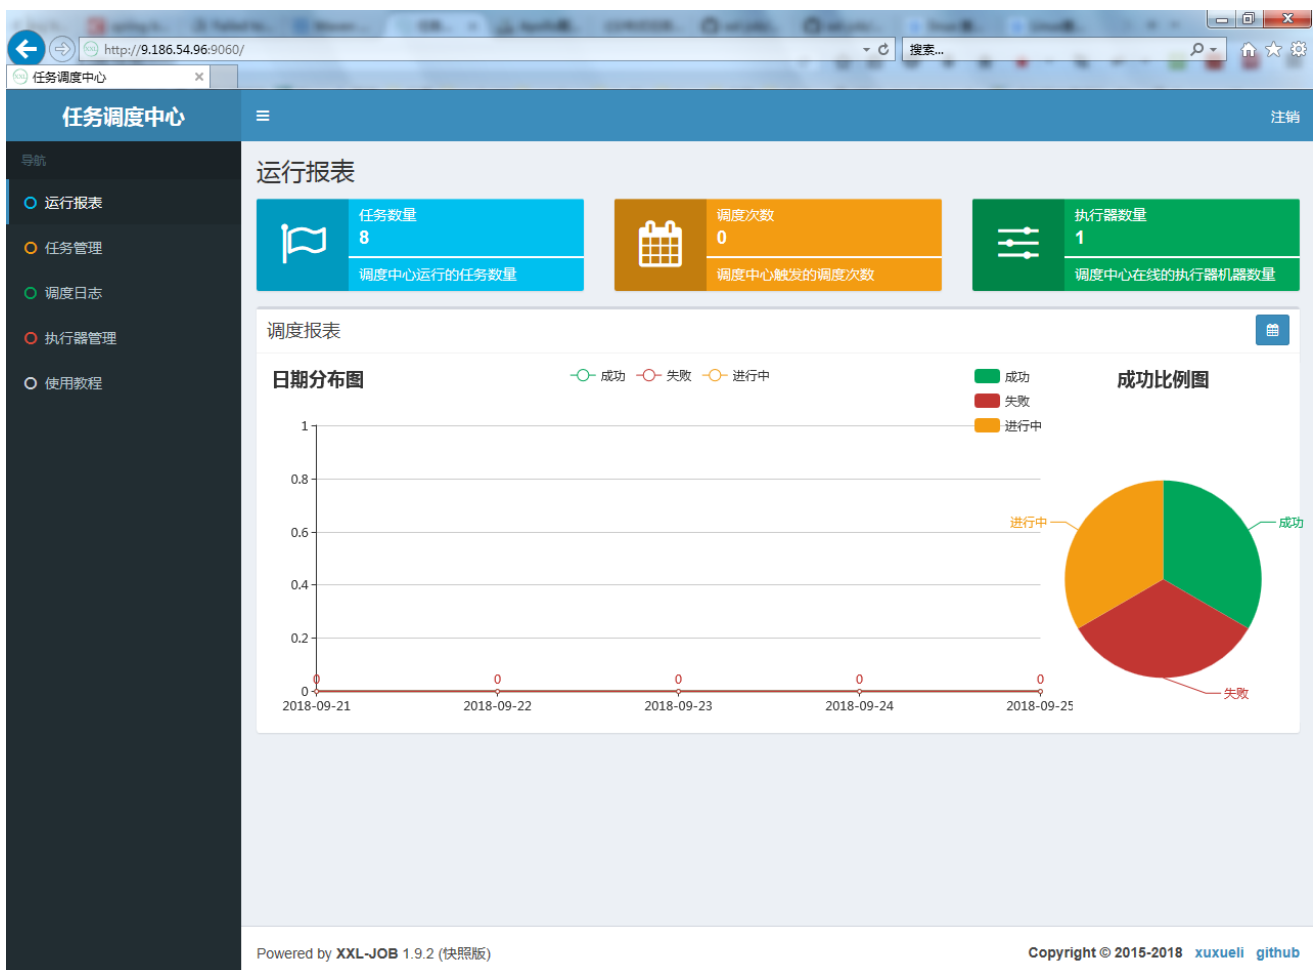 http://9.186.54.96:9060/
搜索...
任务调度中心
任务调度中心
注销
导航
运行报表
任务管理
调度日志
执行器管理
使用教程
运行报表
任务数量
8
调度中心运行的任务数量
调度次数
0
调度中心触发的调度次数
执行器数量
1
调度中心在线的执行器机器数量
调度报表
日期分布图
成功 失败 进行中
1
0.8
0.6
0.4
0.2
0
0 0 0 0 0
2018-09-21 2018-09-22 2018-09-23 2018-09-24 2018-09-25
成功
失败
进行中
成功比例图
进行中
成功
失败
Powered by XXL-JOB 1.9.2 (快照版)
Copyright © 2015-2018 xuxueli github